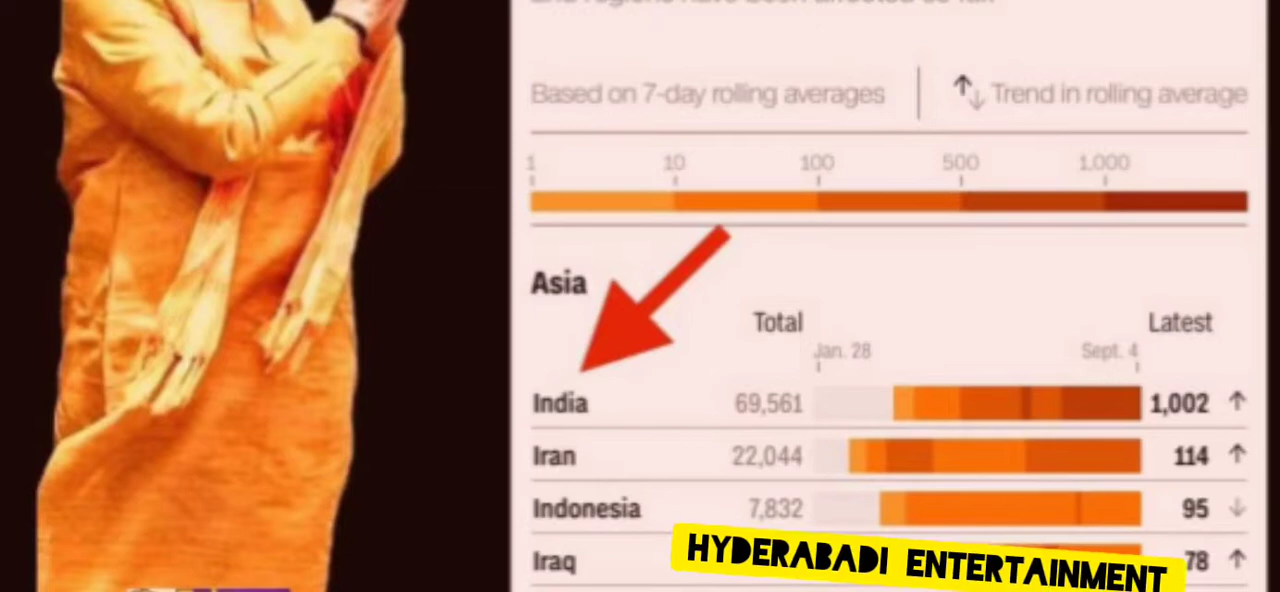 Based on 7-day rolling averages
Trend in rolling average
1 10 100 500 1.000
Asia
Total Latest
Jan. 28 Sept. 4
India 69,561 1,002
Iran 22,044 114
Indonesia 7,832 95
Iraq 78
HYDERABADI ENTERTAINMENT